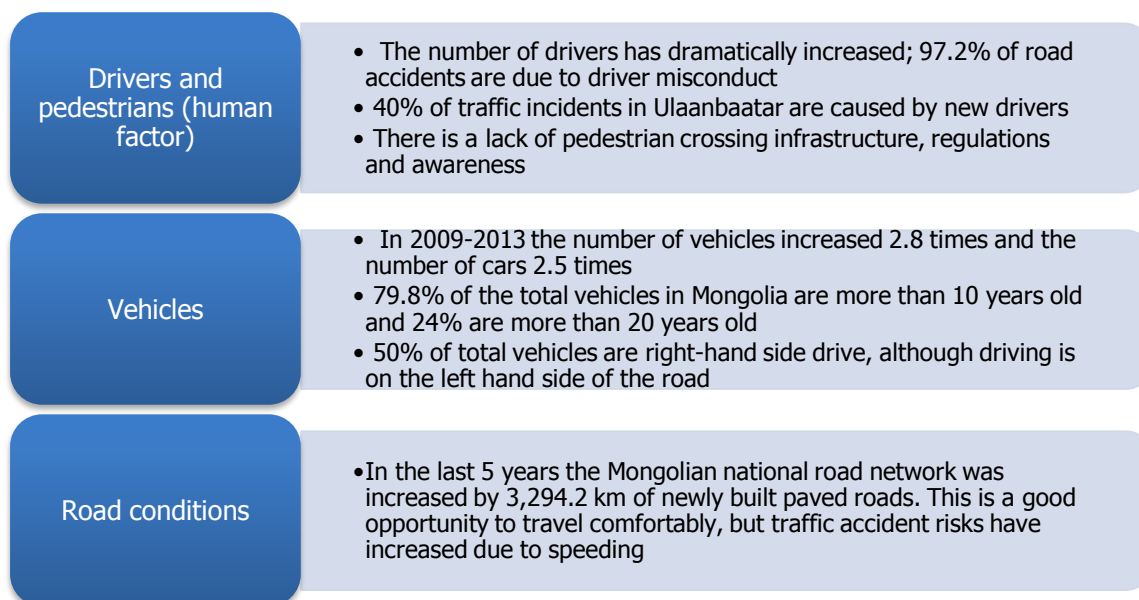 Drivers and
pedestrians (human
factor)
• The number of drivers has dramatically increased; 97.2% of road
accidents are due to driver misconduct
• 40% of traffic incidents in Ulaanbaatar are caused by new drivers
• There is a lack of pedestrian crossing infrastructure, regulations
and awareness
Vehicles
• In 2009-2013 the number of vehicles increased 2.8 times and the
number of cars 2.5 times
• 79.8% of the total vehicles in Mongolia are more than 10 years old
and 24% are more than 20 years old
• 50% of total vehicles are right-hand side drive, although driving is
on the left hand side of the road
Road conditions
•In the last 5 years the Mongolian national road network was
increased by 3,294.2 km of newly built paved roads. This is a good
opportunity to travel comfortably, but traffic accident risks have
increased due to speeding